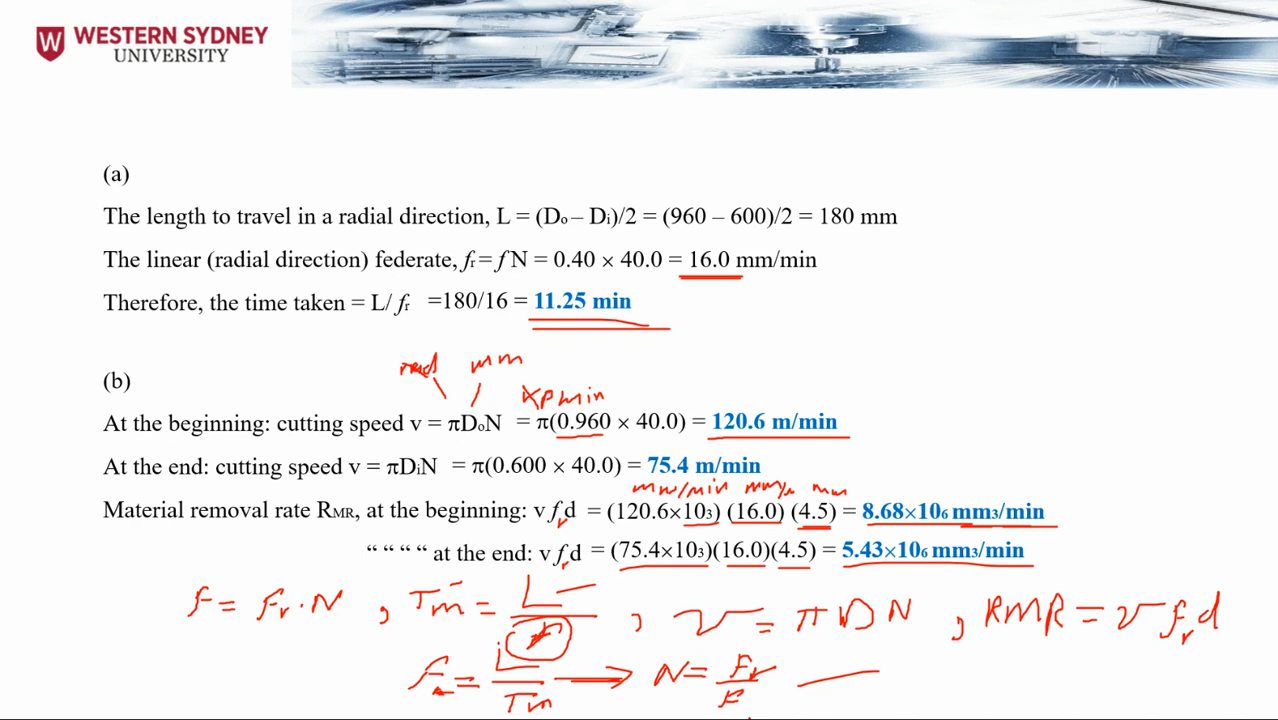 WESTERN SYDNEY
UNIVERSITY
(a)
The length to travel in a radial direction, L = (Do – Di)/2 = (960 – 600)/2 = 180 mm
The linear (radial direction) federate, fr = f N = 0.40 × 40.0 = 16.0 mm/min
Therefore, the time taken = L/ fr =180/16 = 11.25 min
mm
(b)
min
At the beginning: cutting speed v = πDoN = π(0.960 × 40.0) = 120.6 m/min
At the end: cutting speed v = πDiN = π(0.600 × 40.0) = 75.4 m/min
mm/min mm
Material removal rate RMR, at the beginning: v frd = (120.6×103) (16.0) (4.5) = 8.68×106 mm3/min
“ “ “ “ at the end: v frd = (75.4×103)(16.0)(4.5) = 5.43×106 mm3/min
f = Fr · N , Tm = L , v = π D N , RMR = v fr d
= L / Tm → N = Fr / F